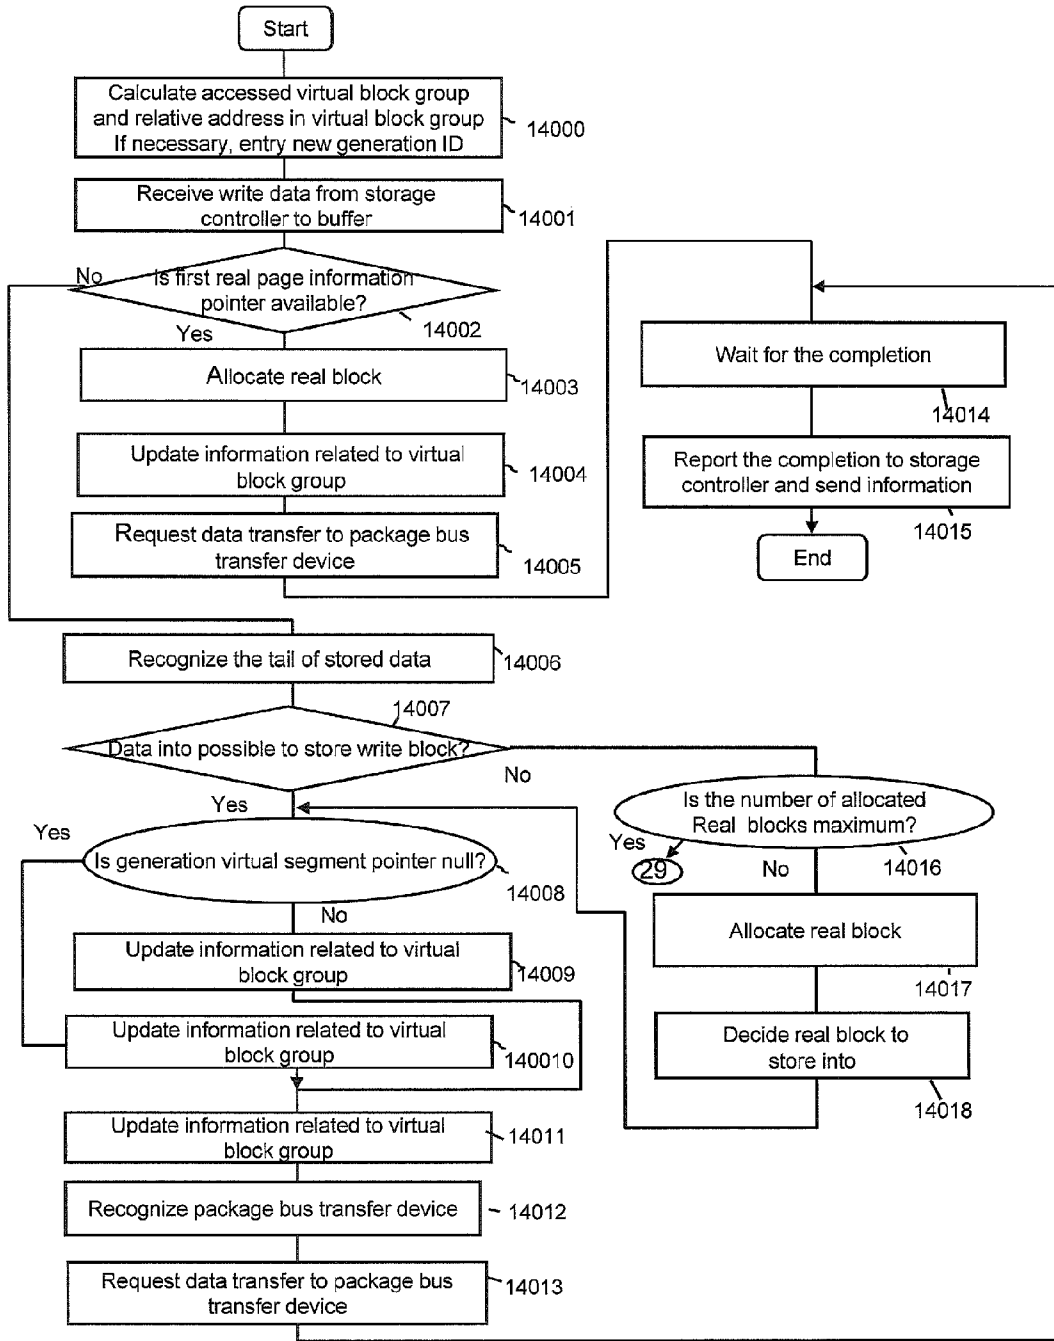 Start
Calculate accessed virtual block group
and relative address in virtual block group
If necessary, entry new generation ID
14000
Receive write data from storage
controller to buffer
14001
Is first real page information
pointer available?
No
Yes
14002
Allocate real block
14003
Update information related to virtual
block group
14004
Request data transfer to package bus
transfer device
14005
Wait for the completion
14014
Report the completion to storage
controller and send information
14015
End
Recognize the tail of stored data
14006
14007
Data into possible to store write block?
No
Yes
Yes
Is generation virtual segment pointer null?
14008
No
Update information related to virtual
block group
14009
Update information related to virtual
block group
140010
Update information related to virtual
block group
14011
Recognize package bus transfer device
14012
Request data transfer to package bus
transfer device
14013
Is the number of allocated
Real blocks maximum?
Yes
29
14016
No
Allocate real block
14017
Decide real block to
store into
14018